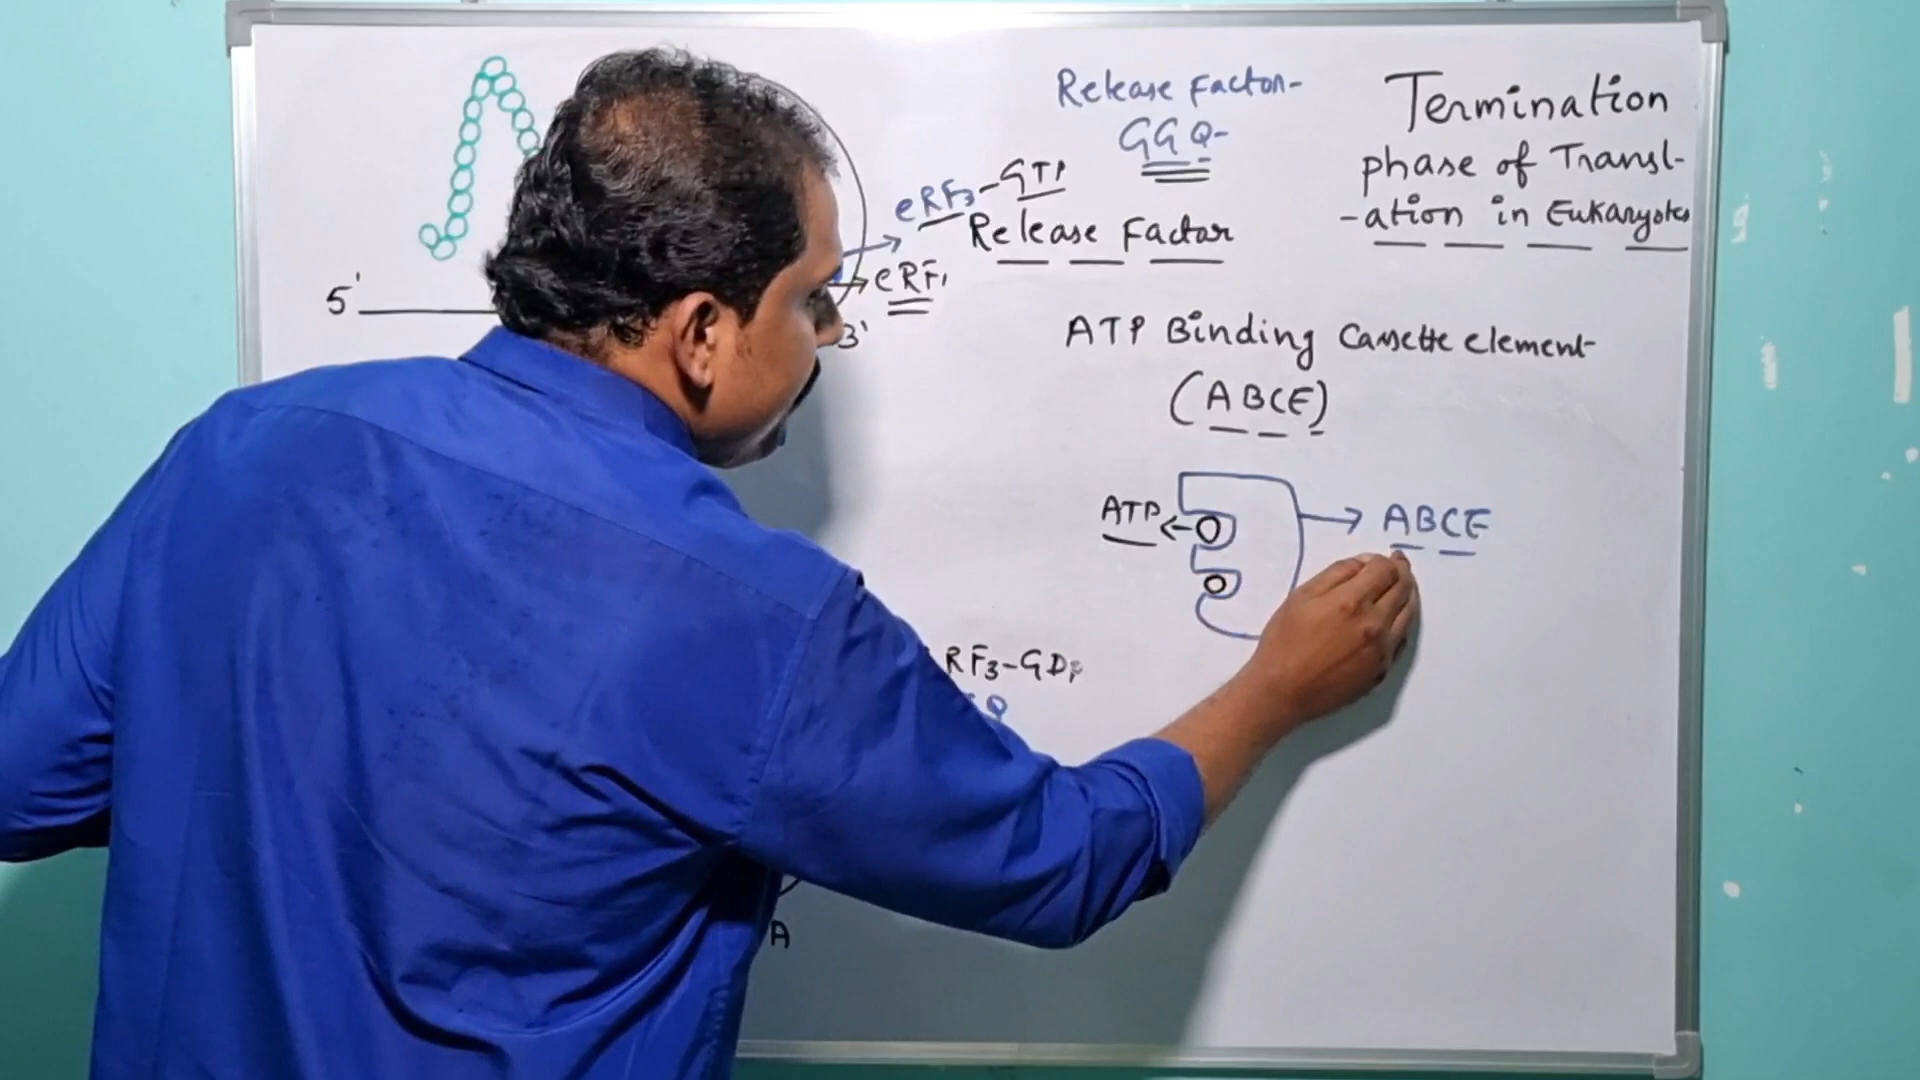 Release Factor-
GGQ-
Termination
phase of Transl-
-ation in Eukaryotes
eRF3-GTP
Release Factor
eRF1
5'
3'
ATP Binding Cassette element-
(ABCE)
ATP
ABCE
RF3-GDP
Q
A